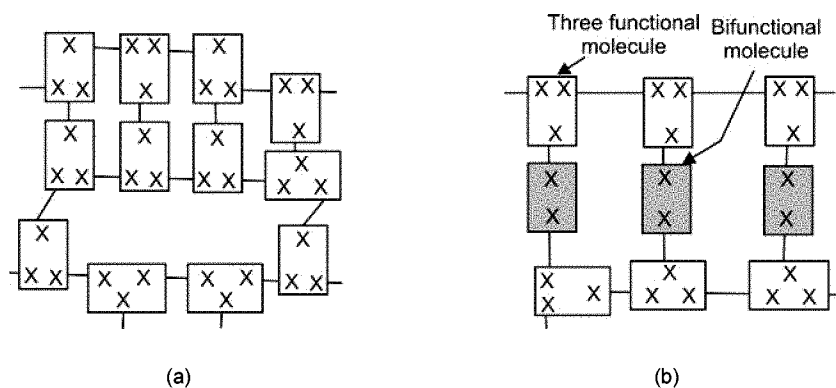 Three functional
molecule
Bifunctional
molecule
X X X X
X X X X X X X
X X X X
X
X X X X X X X X
X X
X X X X X X X X
X X
X X X X X X
X X X
X X X
X X X
X X X
X X X X X X
(a)
(b)